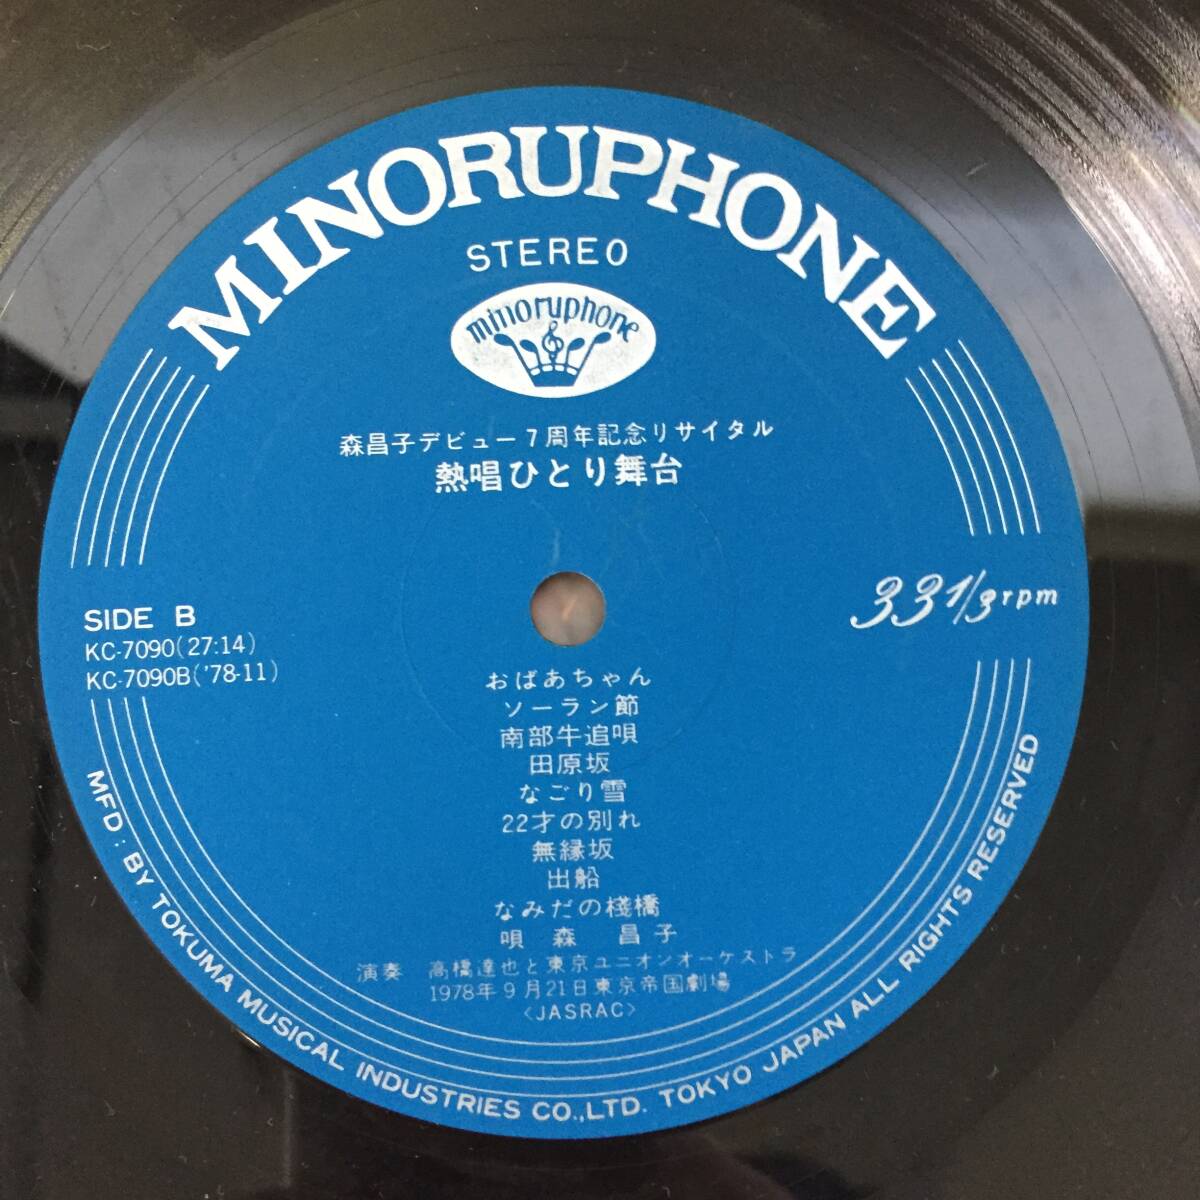 MINORUPHONE
STEREO
minoruphone
森昌子デビュー7周年記念リサイタル
熱唱ひとり舞台
SIDE B
KC-7090(27:14)
KC-7090B('78-11)
33 1/3 rpm
おばあちゃん
ソーラン節
南部牛追唄
田原坂
なごり雪
22才の別れ
無縁坂
出船
なみだの棧橋
唄 森 昌子
演奏 高橋達也と東京ユニオンオーケストラ
1978年9月21日東京帝国劇場
〈JASRAC〉
MFD: BY TOKUMA MUSICAL INDUSTRIES CO.,LTD. TOKYO JAPAN ALL RIGHTS RESERVED